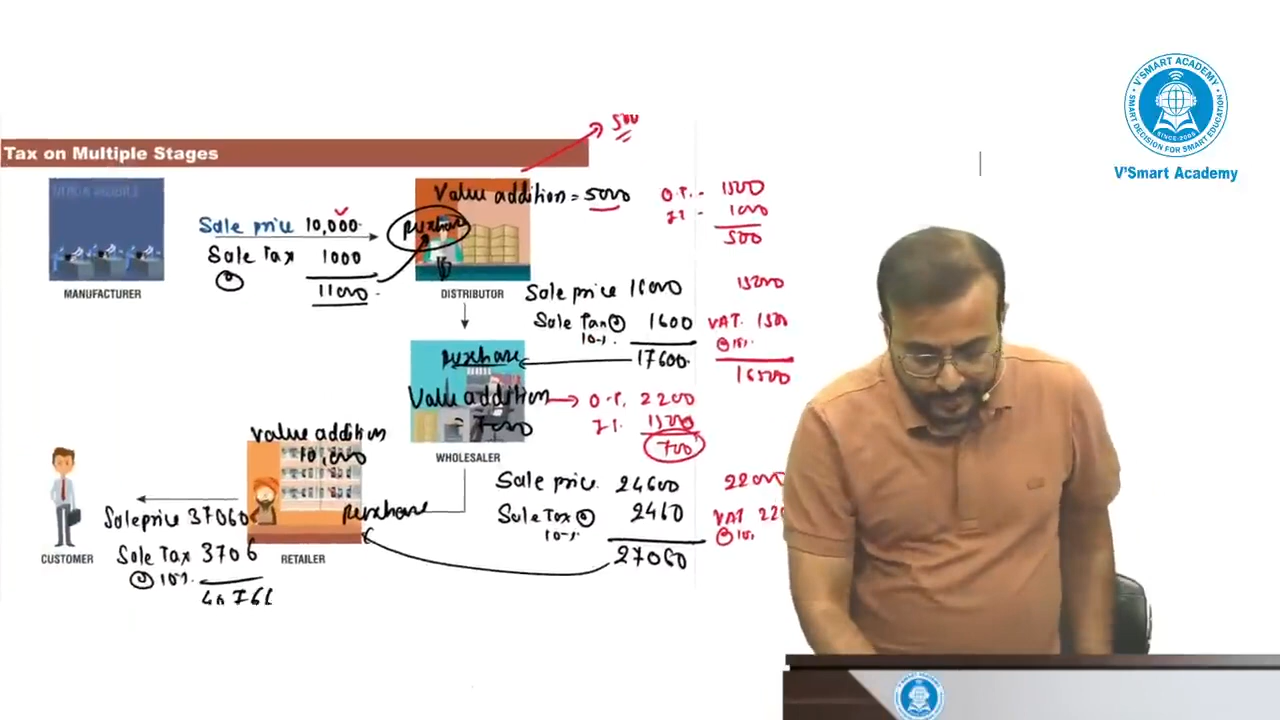 V'SMART ACADEMY
SMART DECISION FOR SMART EDUCATION
SINCE-2000
V'Smart Academy
Tax on Multiple Stages
500
Value addition = 5000
O.P. - 1500
I.P. - 1000
500
Sale price 10,000
Sale Tax 1000
@
11000
purchase
MANUFACTURER
DISTRIBUTOR
Sale price 16000
Sale Tax @ 10% 1600
17600
15000
VAT 1500
@ 10%
16500
purchase
Value addition = 7000
O.P. 2200
I.P. 1500
700
WHOLESALER
Value addition
10,000
Sale price 24600
Sale Tax @ 10% 2460
27060
22000
VAT
@ 10%
purchase
Sale price 37060
Sale Tax 3706
@ 10%
40766
CUSTOMER
RETAILER